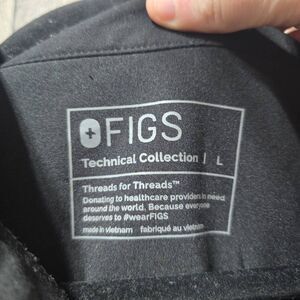 FIGS
Technical Collection | L
Threads for Threads™
Donating to healthcare providers in need
around the world. Because everyone
deserves to #wearFIGS
made in vietnam fabriqué au vietnam